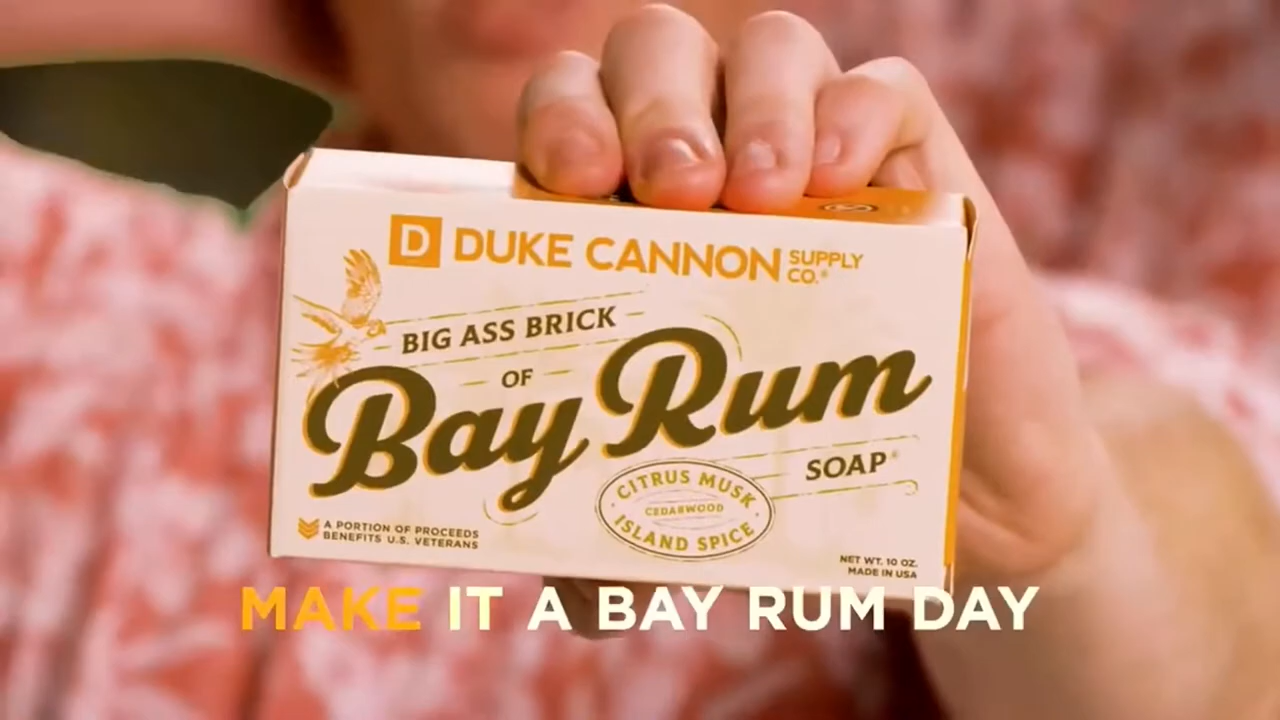 D DUKE CANNON SUPPLY CO.®
BIG ASS BRICK
OF
Bay Rum
SOAP®
CITRUS MUSK
CEDARWOOD
ISLAND SPICE
A PORTION OF PROCEEDS
BENEFITS U.S. VETERANS
NET WT. 10 OZ.
MADE IN USA
MAKE IT A BAY RUM DAY